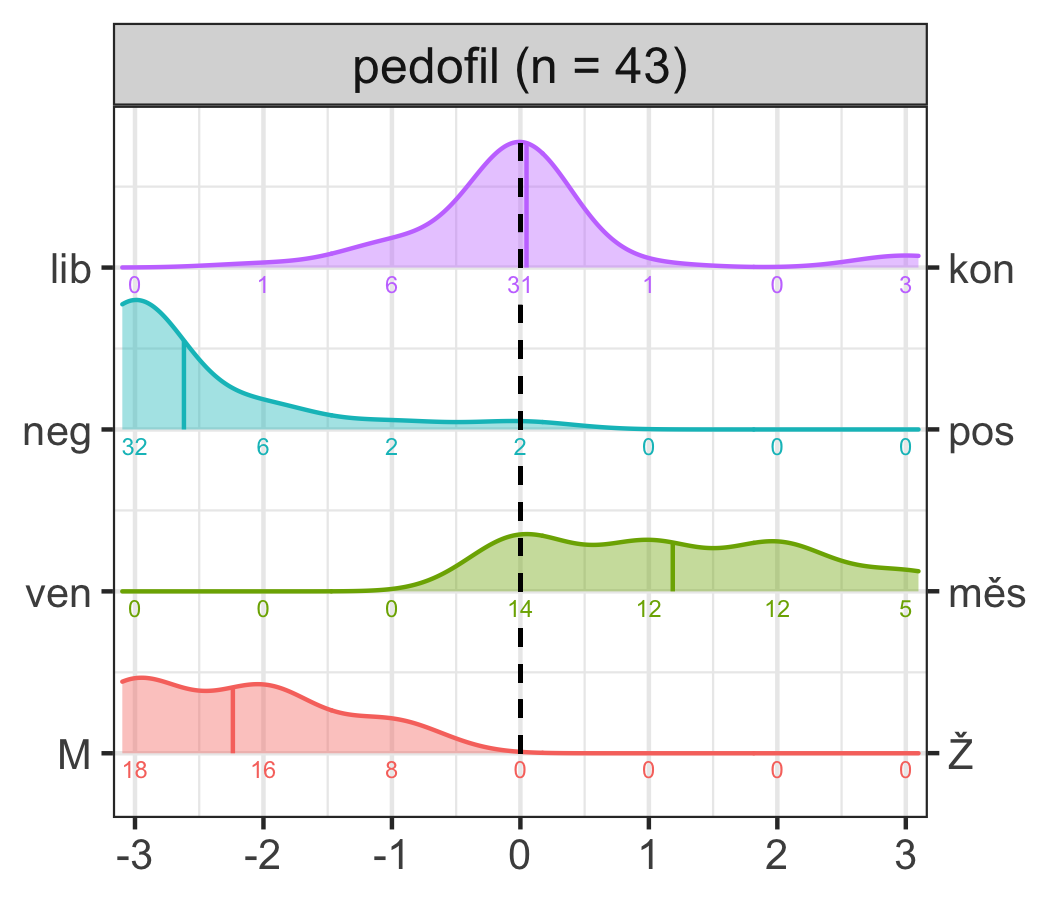 pedofil (n = 43)
lib
kon
0 1 6 31 1 0 3
neg
pos
32 6 2 2 0 0 0
ven
měs
0 0 0 14 12 12 5
M
Ž
18 16 8 0 0 0 0
-3 -2 -1 0 1 2 3